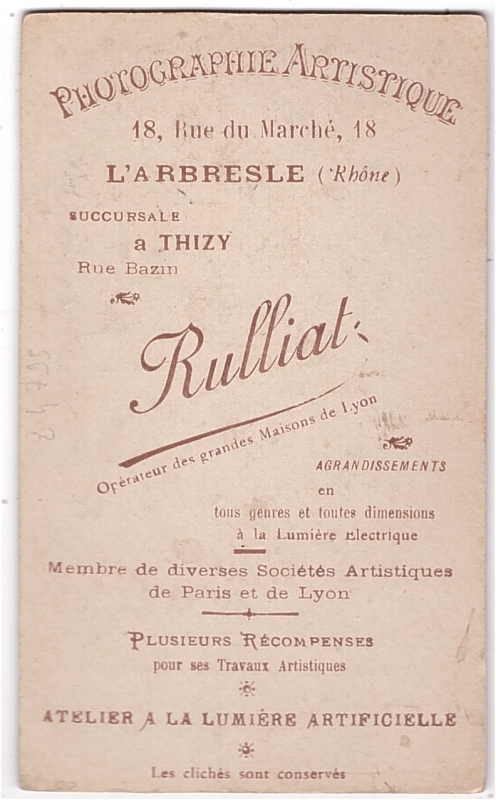 PHOTOGRAPHIE ARTISTIQUE
18, Rue du Marché, 18
L'ARBRESLE (Rhône)
SUCCURSALE
a THIZY
Rue Bazin
Rulliat
Opérateur des grandes Maisons de Lyon
AGRANDISSEMENTS
en
tous genres et toutes dimensions
à la Lumière Electrique
Membre de diverses Sociétés Artistiques
de Paris et de Lyon
PLUSIEURS RÉCOMPENSES
pour ses Travaux Artistiques
ATELIER A LA LUMIÈRE ARTIFICIELLE
Les clichés sont conservés